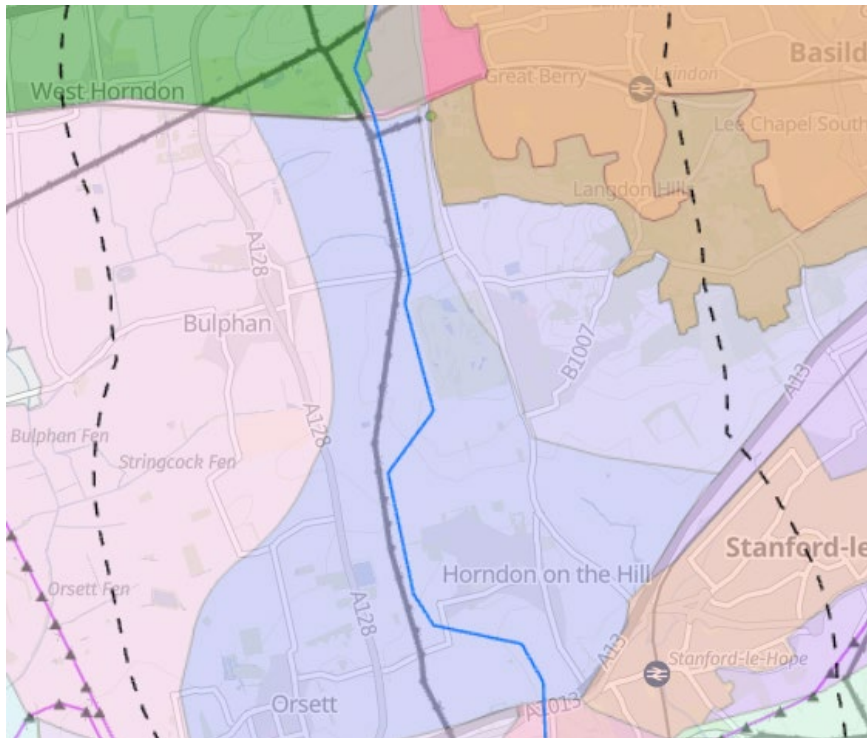 Basild
Laindon
Great Berry
West Horndon
Lee Chapel South
Langdon Hills
A128
Bulphan
B1007
A13
A128
Bulphan Fen
Stringcock Fen
Stanford-le
Horndon on the Hill
Orsett Fen
A128
A13
Stanford-le-Hope
Orsett
A1013